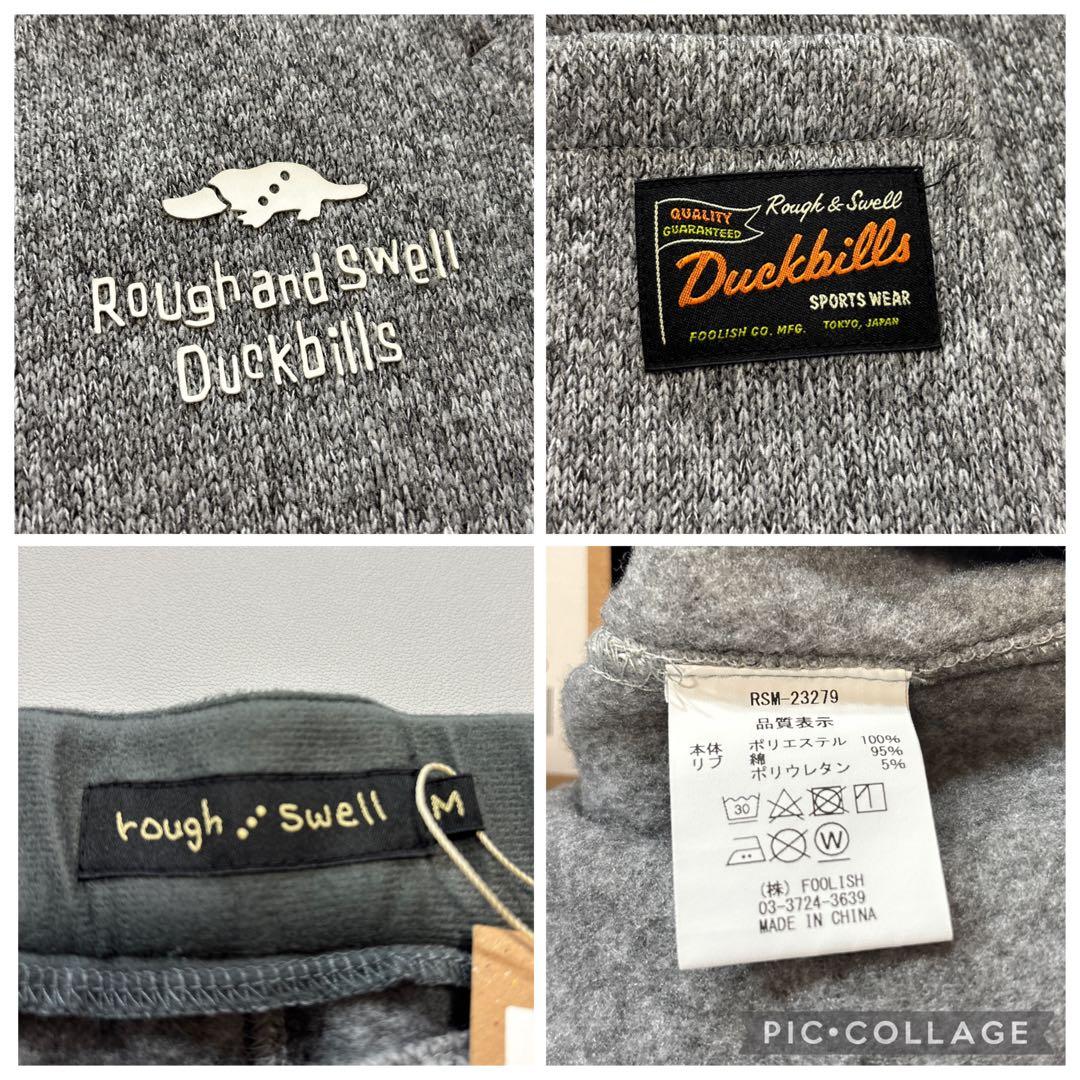 Rough and Swell
Duckbills
QUALITY
GUARANTEED
Rough & Swell
Duckbills
SPORTS WEAR
FOOLISH CO. MFG. TOKYO, JAPAN
rough swell
M
RSM-23279
品質表示
本体 ポリエステル 100%
リブ 綿 95%
ポリウレタン 5%
30
W
(株) FOOLISH
03-3724-3639
MADE IN CHINA
PIC•COLLAGE